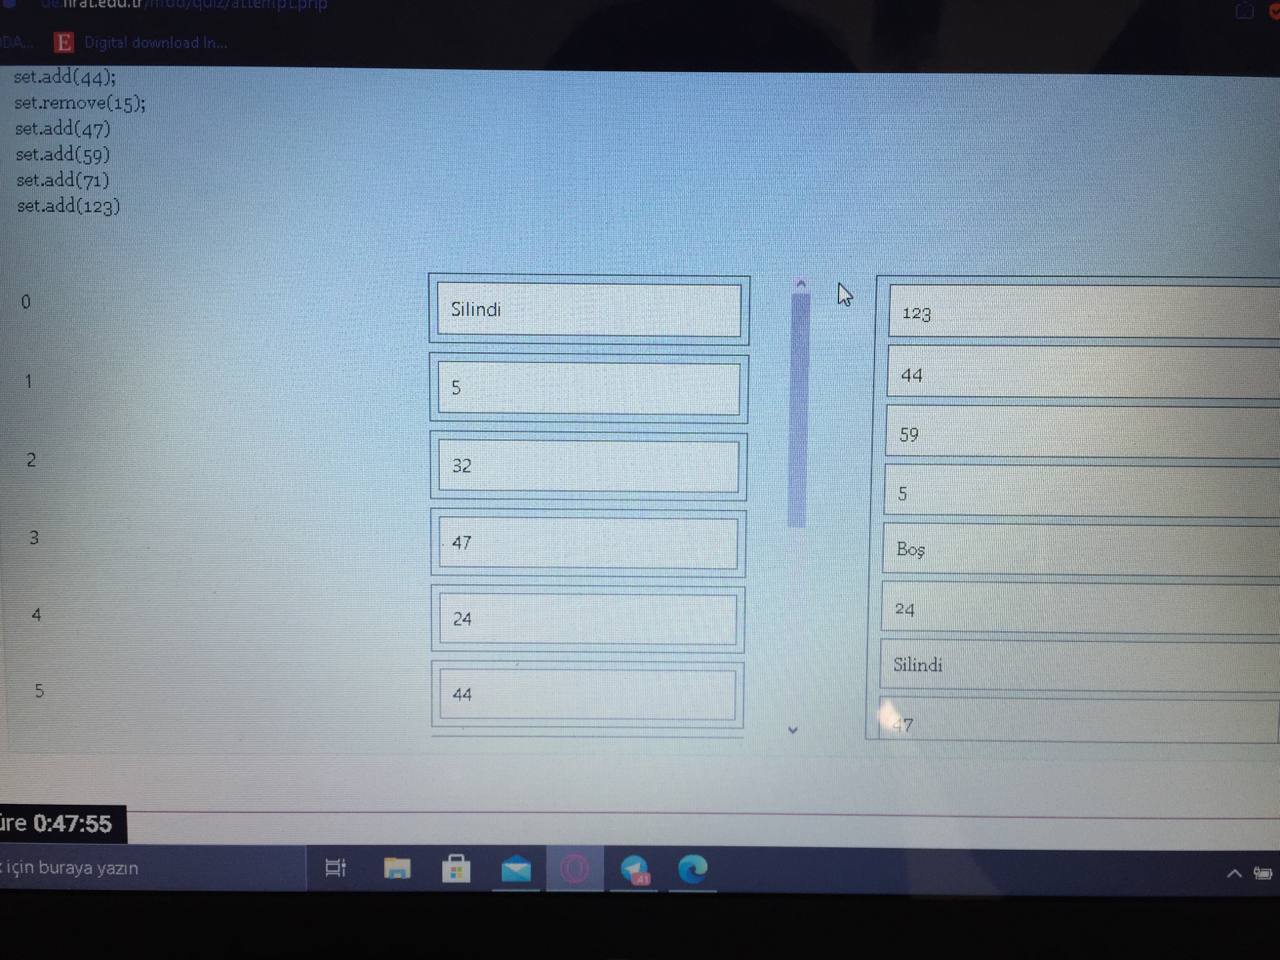 de.firat.edu.tr/mod/quiz/attempt.php
DA...
E Digital download In...
set.add(44);
set.remove(15);
set.add(47)
set.add(59)
set.add(71)
set.add(123)
0
Silindi
1
5
2
32
3
47
4
24
5
44
123
44
59
5
Boş
24
Silindi
47
üre 0:47:55
için buraya yazın
41